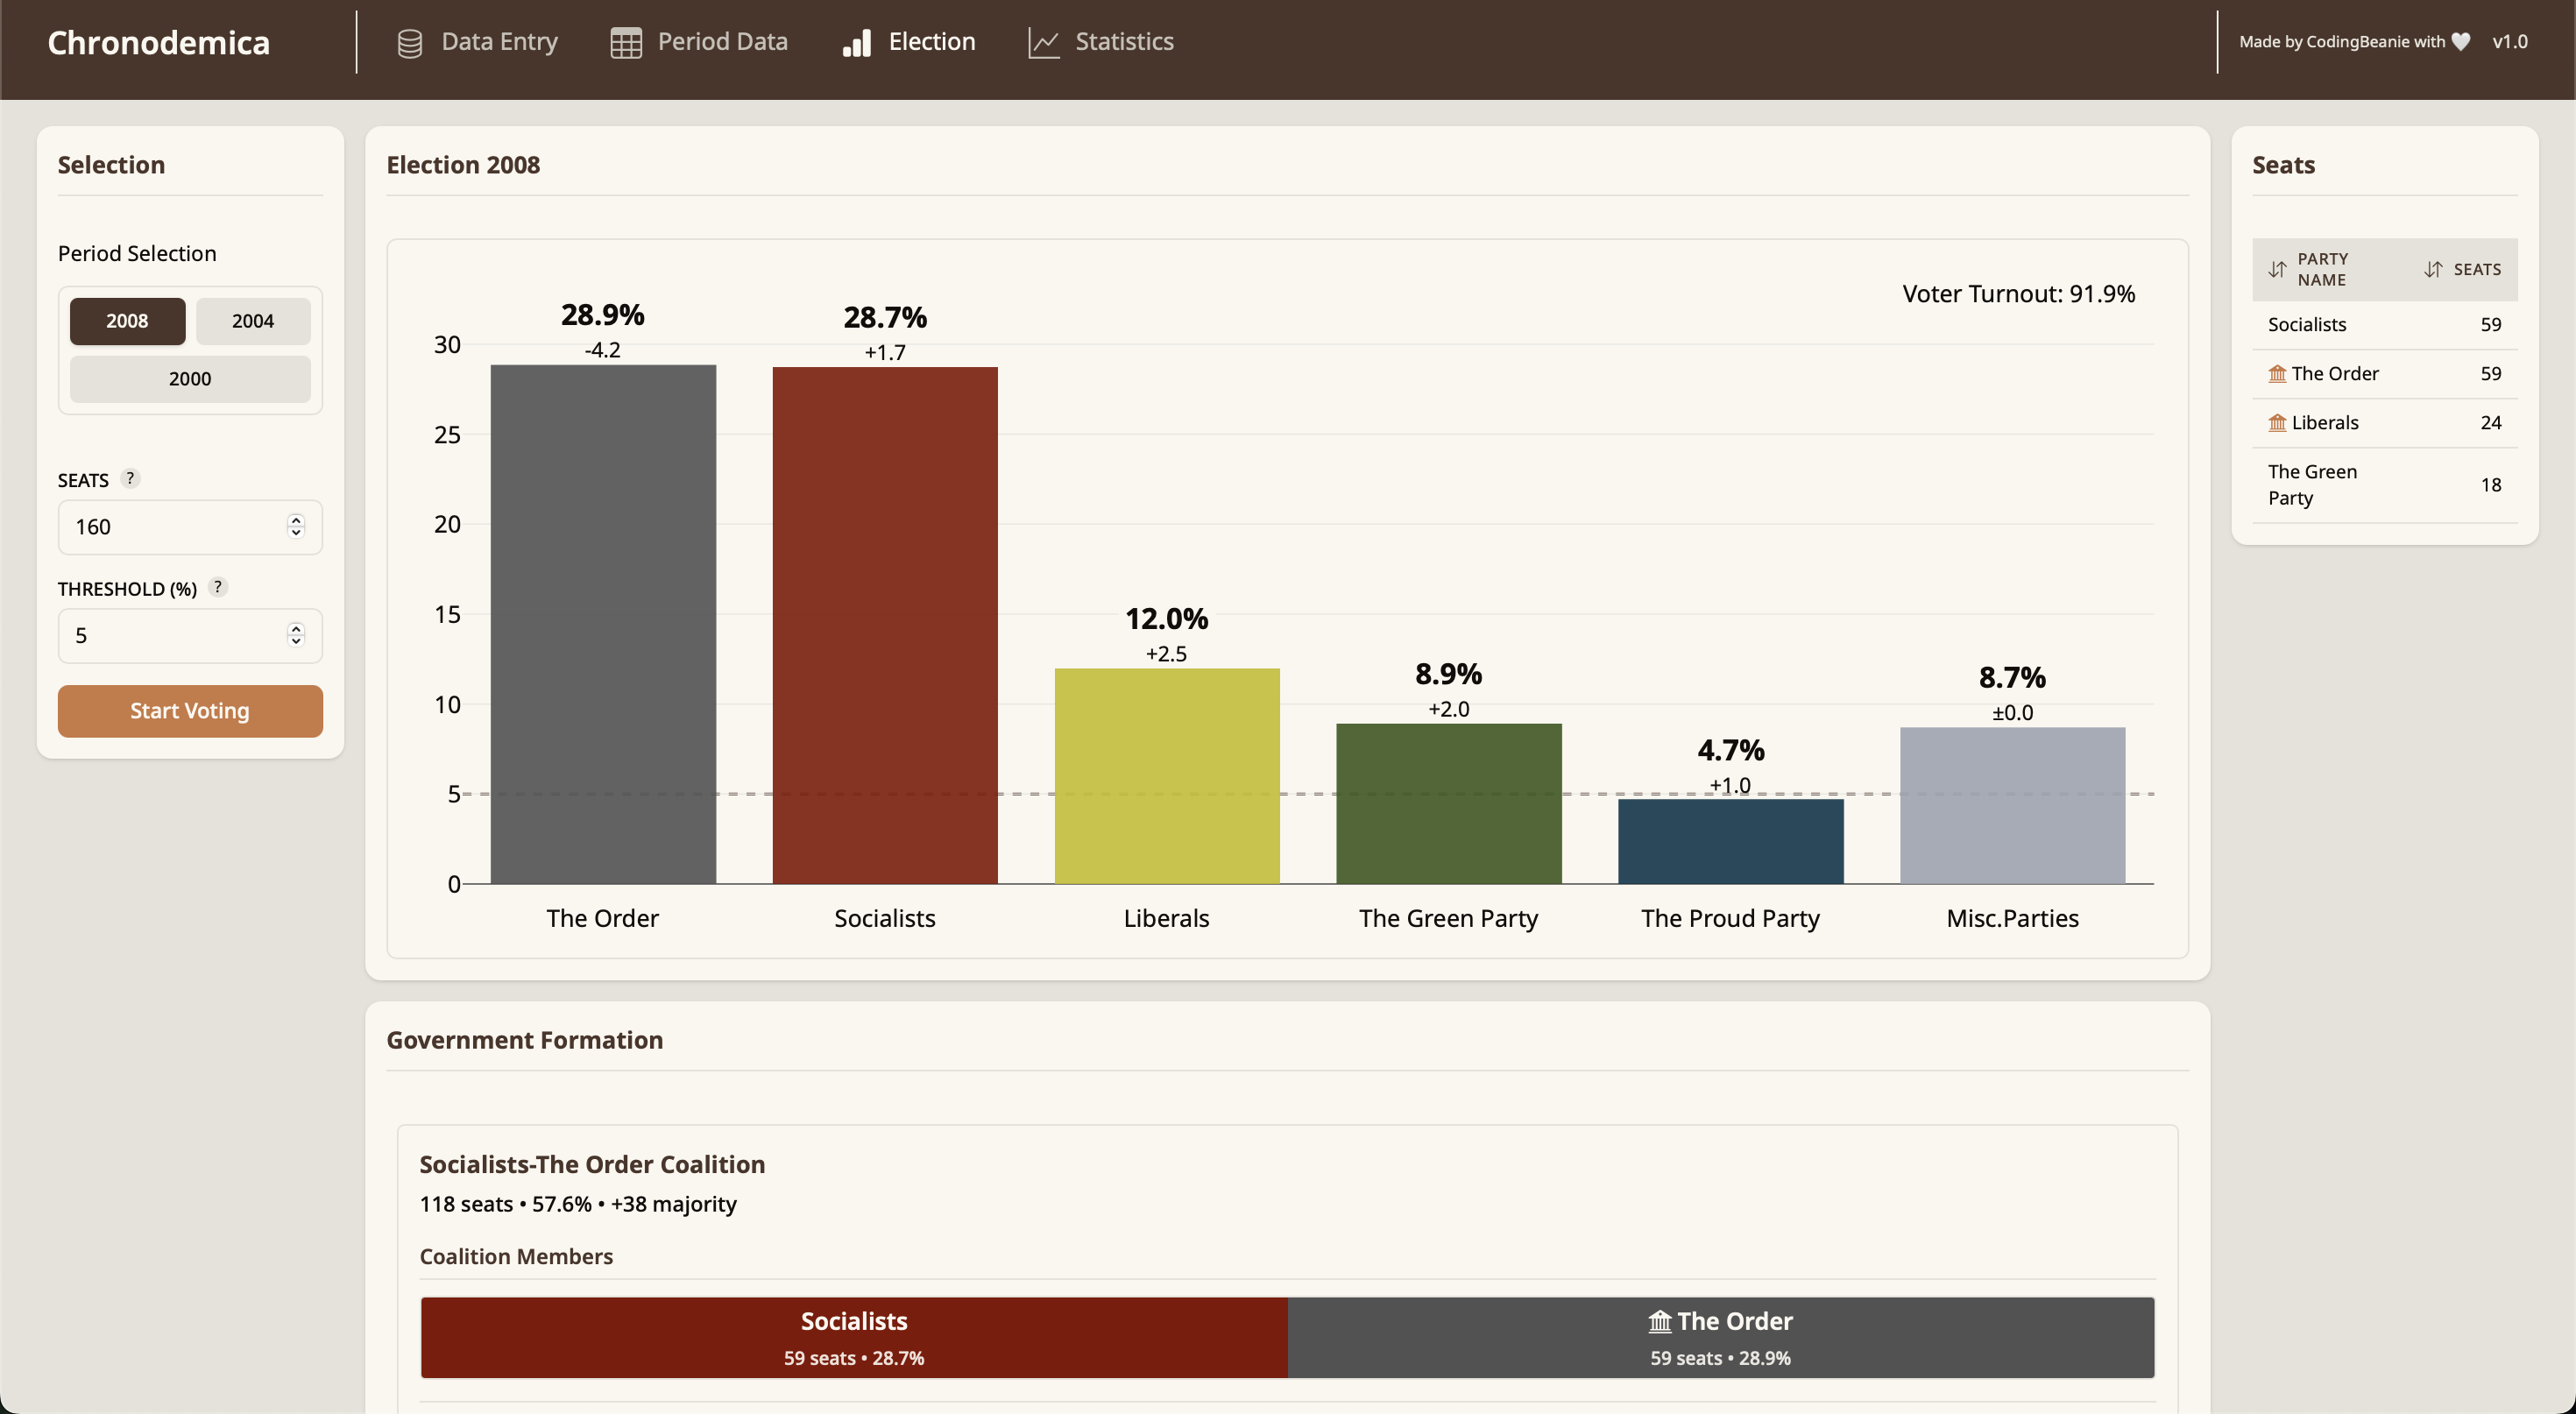 Chronodemica
Data Entry
Period Data
Election
Statistics
Made by CodingBeanie with 🤍
v1.0
Selection
Period Selection
2008
2004
2000
SEATS ?
160
THRESHOLD (%) ?
5
Start Voting
Election 2008
Voter Turnout: 91.9%
30
25
20
15
10
5
0
28.9%
-4.2
28.7%
+1.7
12.0%
+2.5
8.9%
+2.0
4.7%
+1.0
8.7%
±0.0
The Order
Socialists
Liberals
The Green Party
The Proud Party
Misc.Parties
Government Formation
Socialists-The Order Coalition
118 seats • 57.6% • +38 majority
Coalition Members
Socialists
59 seats • 28.7%
The Order
59 seats • 28.9%
Seats
PARTY
NAME
SEATS
Socialists 59
The Order 59
Liberals 24
The Green
Party
18